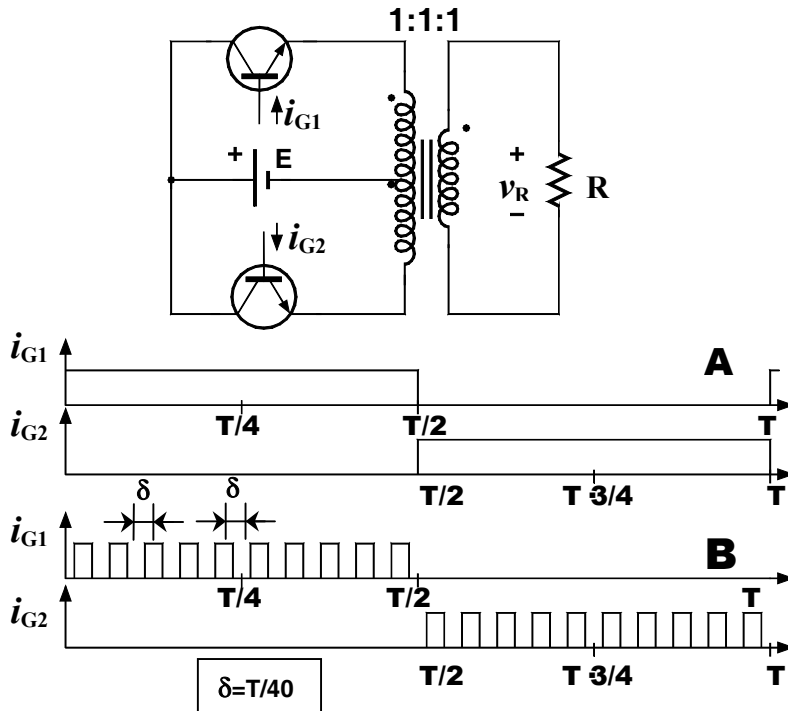 1:1:1
iG1
+ E
+
vR R
−
iG2
iG1 A
T/4 T/2 T
iG2
T/2 T 3/4 T
δ δ
iG1 B
T/4 T/2 T
iG2
T/2 T 3/4 T
δ=T/40